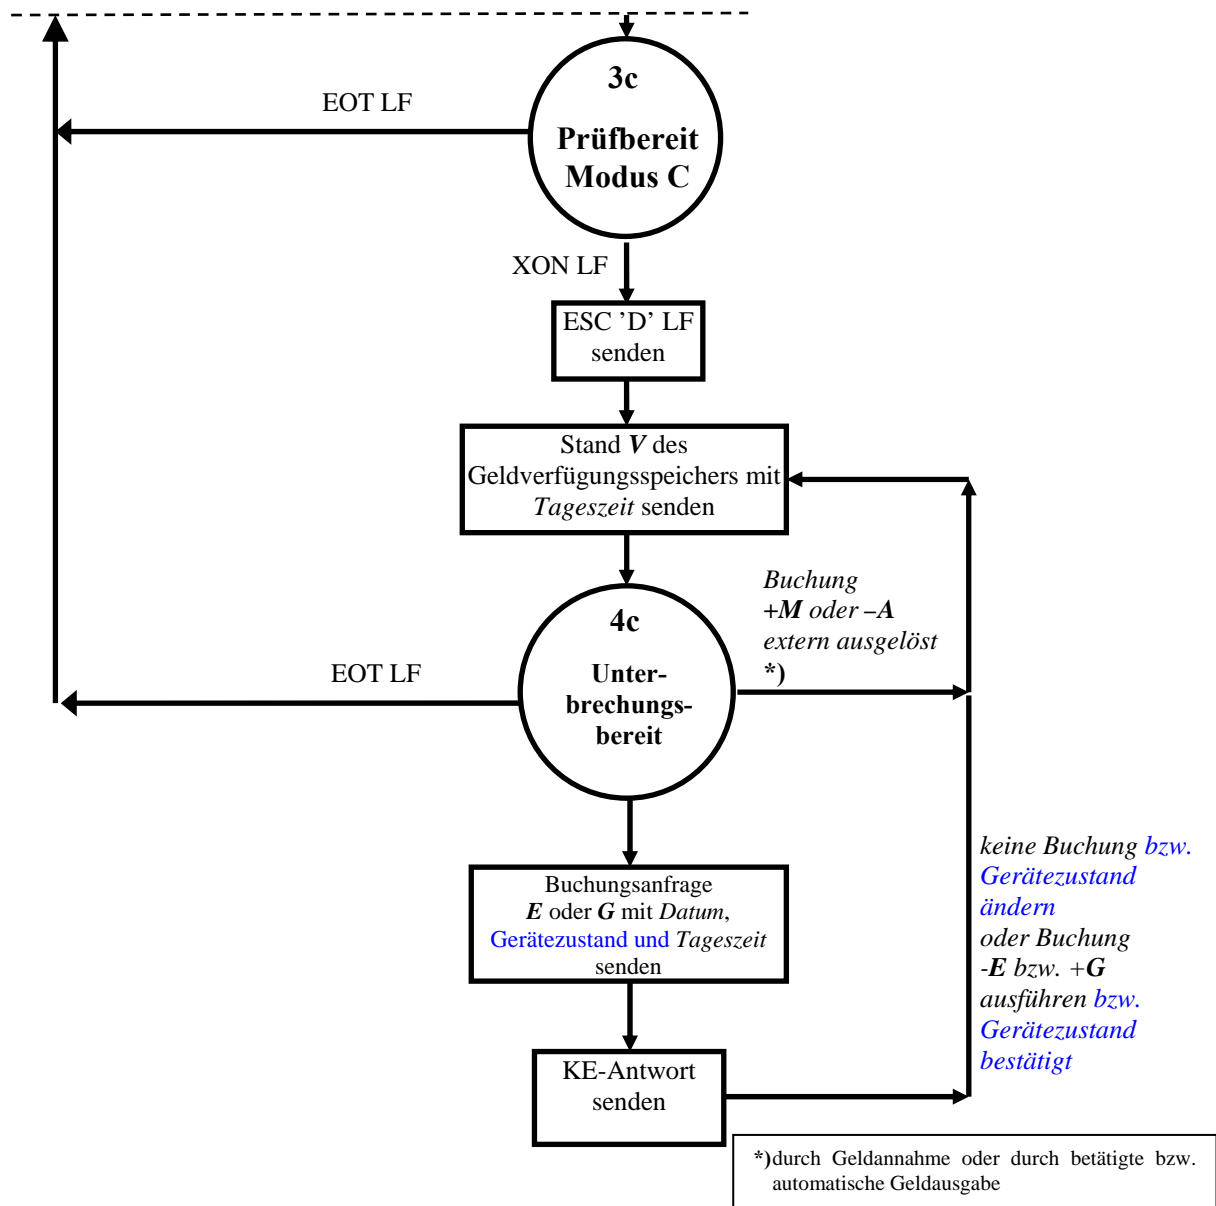 3c
EOT LF
Prüfbereit
Modus C
XON LF
ESC ’D’ LF
senden
Stand V des
Geldverfügungsspeichers mit
Tageszeit senden
Buchung
+M oder –A
extern ausgelöst
*)
4c
EOT LF
Unter-
brechungs-
bereit
keine Buchung bzw.
Gerätezustand
ändern
oder Buchung
-E bzw. +G
ausführen bzw.
Gerätezustand
bestätigt
Buchungsanfrage
E oder G mit Datum,
Gerätezustand und Tageszeit
senden
KE-Antwort
senden
*)durch Geldannahme oder durch betätigte bzw.
automatische Geldausgabe